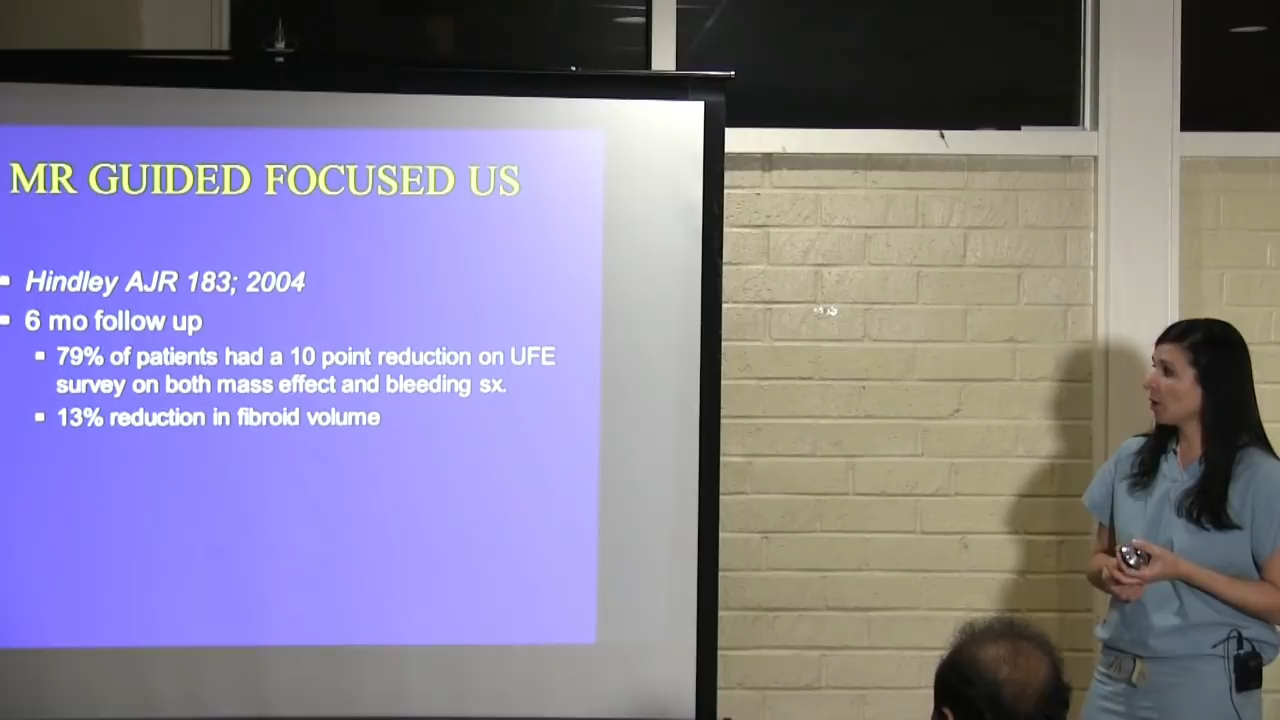 MR GUIDED FOCUSED US
Hindley AJR 183; 2004
6 mo follow up
79% of patients had a 10 point reduction on UFE
survey on both mass effect and bleeding sx.
13% reduction in fibroid volume